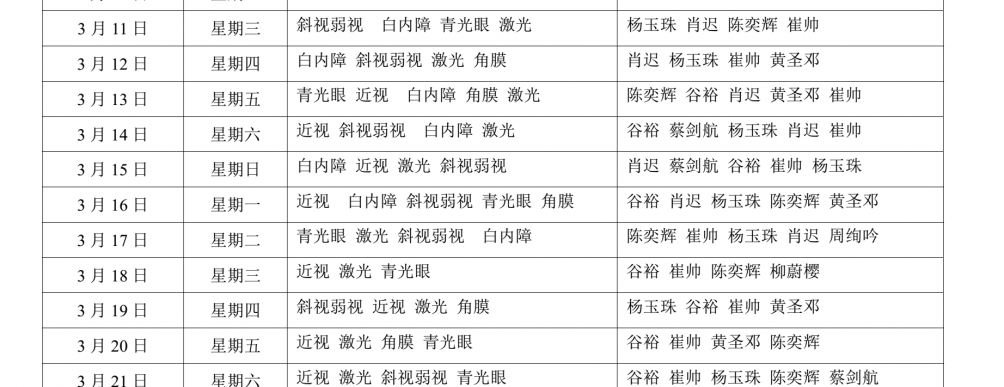 3 月 11 日 星期三 斜视弱视 白内障 青光眼 激光 杨玉珠 肖迟 陈奕辉 崔帅
3 月 12 日 星期四 白内障 斜视弱视 激光 角膜 肖迟 杨玉珠 崔帅 黄圣邓
3 月 13 日 星期五 青光眼 近视 白内障 角膜 激光 陈奕辉 谷裕 肖迟 黄圣邓 崔帅
3 月 14 日 星期六 近视 斜视弱视 白内障 激光 谷裕 蔡剑航 杨玉珠 肖迟 崔帅
3 月 15 日 星期日 白内障 近视 激光 斜视弱视 肖迟 蔡剑航 谷裕 崔帅 杨玉珠
3 月 16 日 星期一 近视 白内障 斜视弱视 青光眼 角膜 谷裕 肖迟 杨玉珠 陈奕辉 黄圣邓
3 月 17 日 星期二 青光眼 激光 斜视弱视 白内障 陈奕辉 崔帅 杨玉珠 肖迟 周绚吟
3 月 18 日 星期三 近视 激光 青光眼 谷裕 崔帅 陈奕辉 柳蔚樱
3 月 19 日 星期四 斜视弱视 近视 激光 角膜 杨玉珠 谷裕 崔帅 黄圣邓
3 月 20 日 星期五 近视 激光 角膜 青光眼 谷裕 崔帅 黄圣邓 陈奕辉
3 月 21 日 星期六 近视 激光 斜视弱视 青光眼 谷裕 崔帅 杨玉珠 陈奕辉 蔡剑航